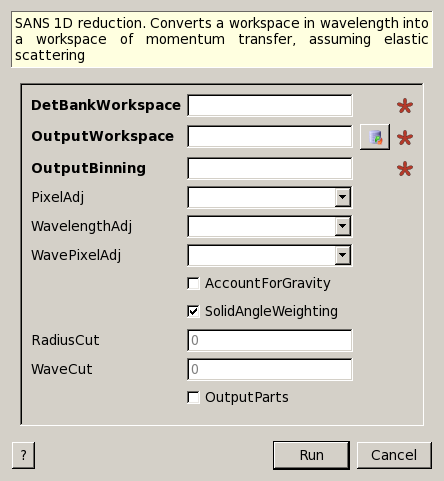 SANS 1D reduction. Converts a workspace in wavelength into
a workspace of momentum transfer, assuming elastic
scattering
DetBankWorkspace
OutputWorkspace
OutputBinning
PixelAdj
WavelengthAdj
WavePixelAdj
AccountForGravity
SolidAngleWeighting
RadiusCut 0
WaveCut 0
OutputParts
? Run Cancel